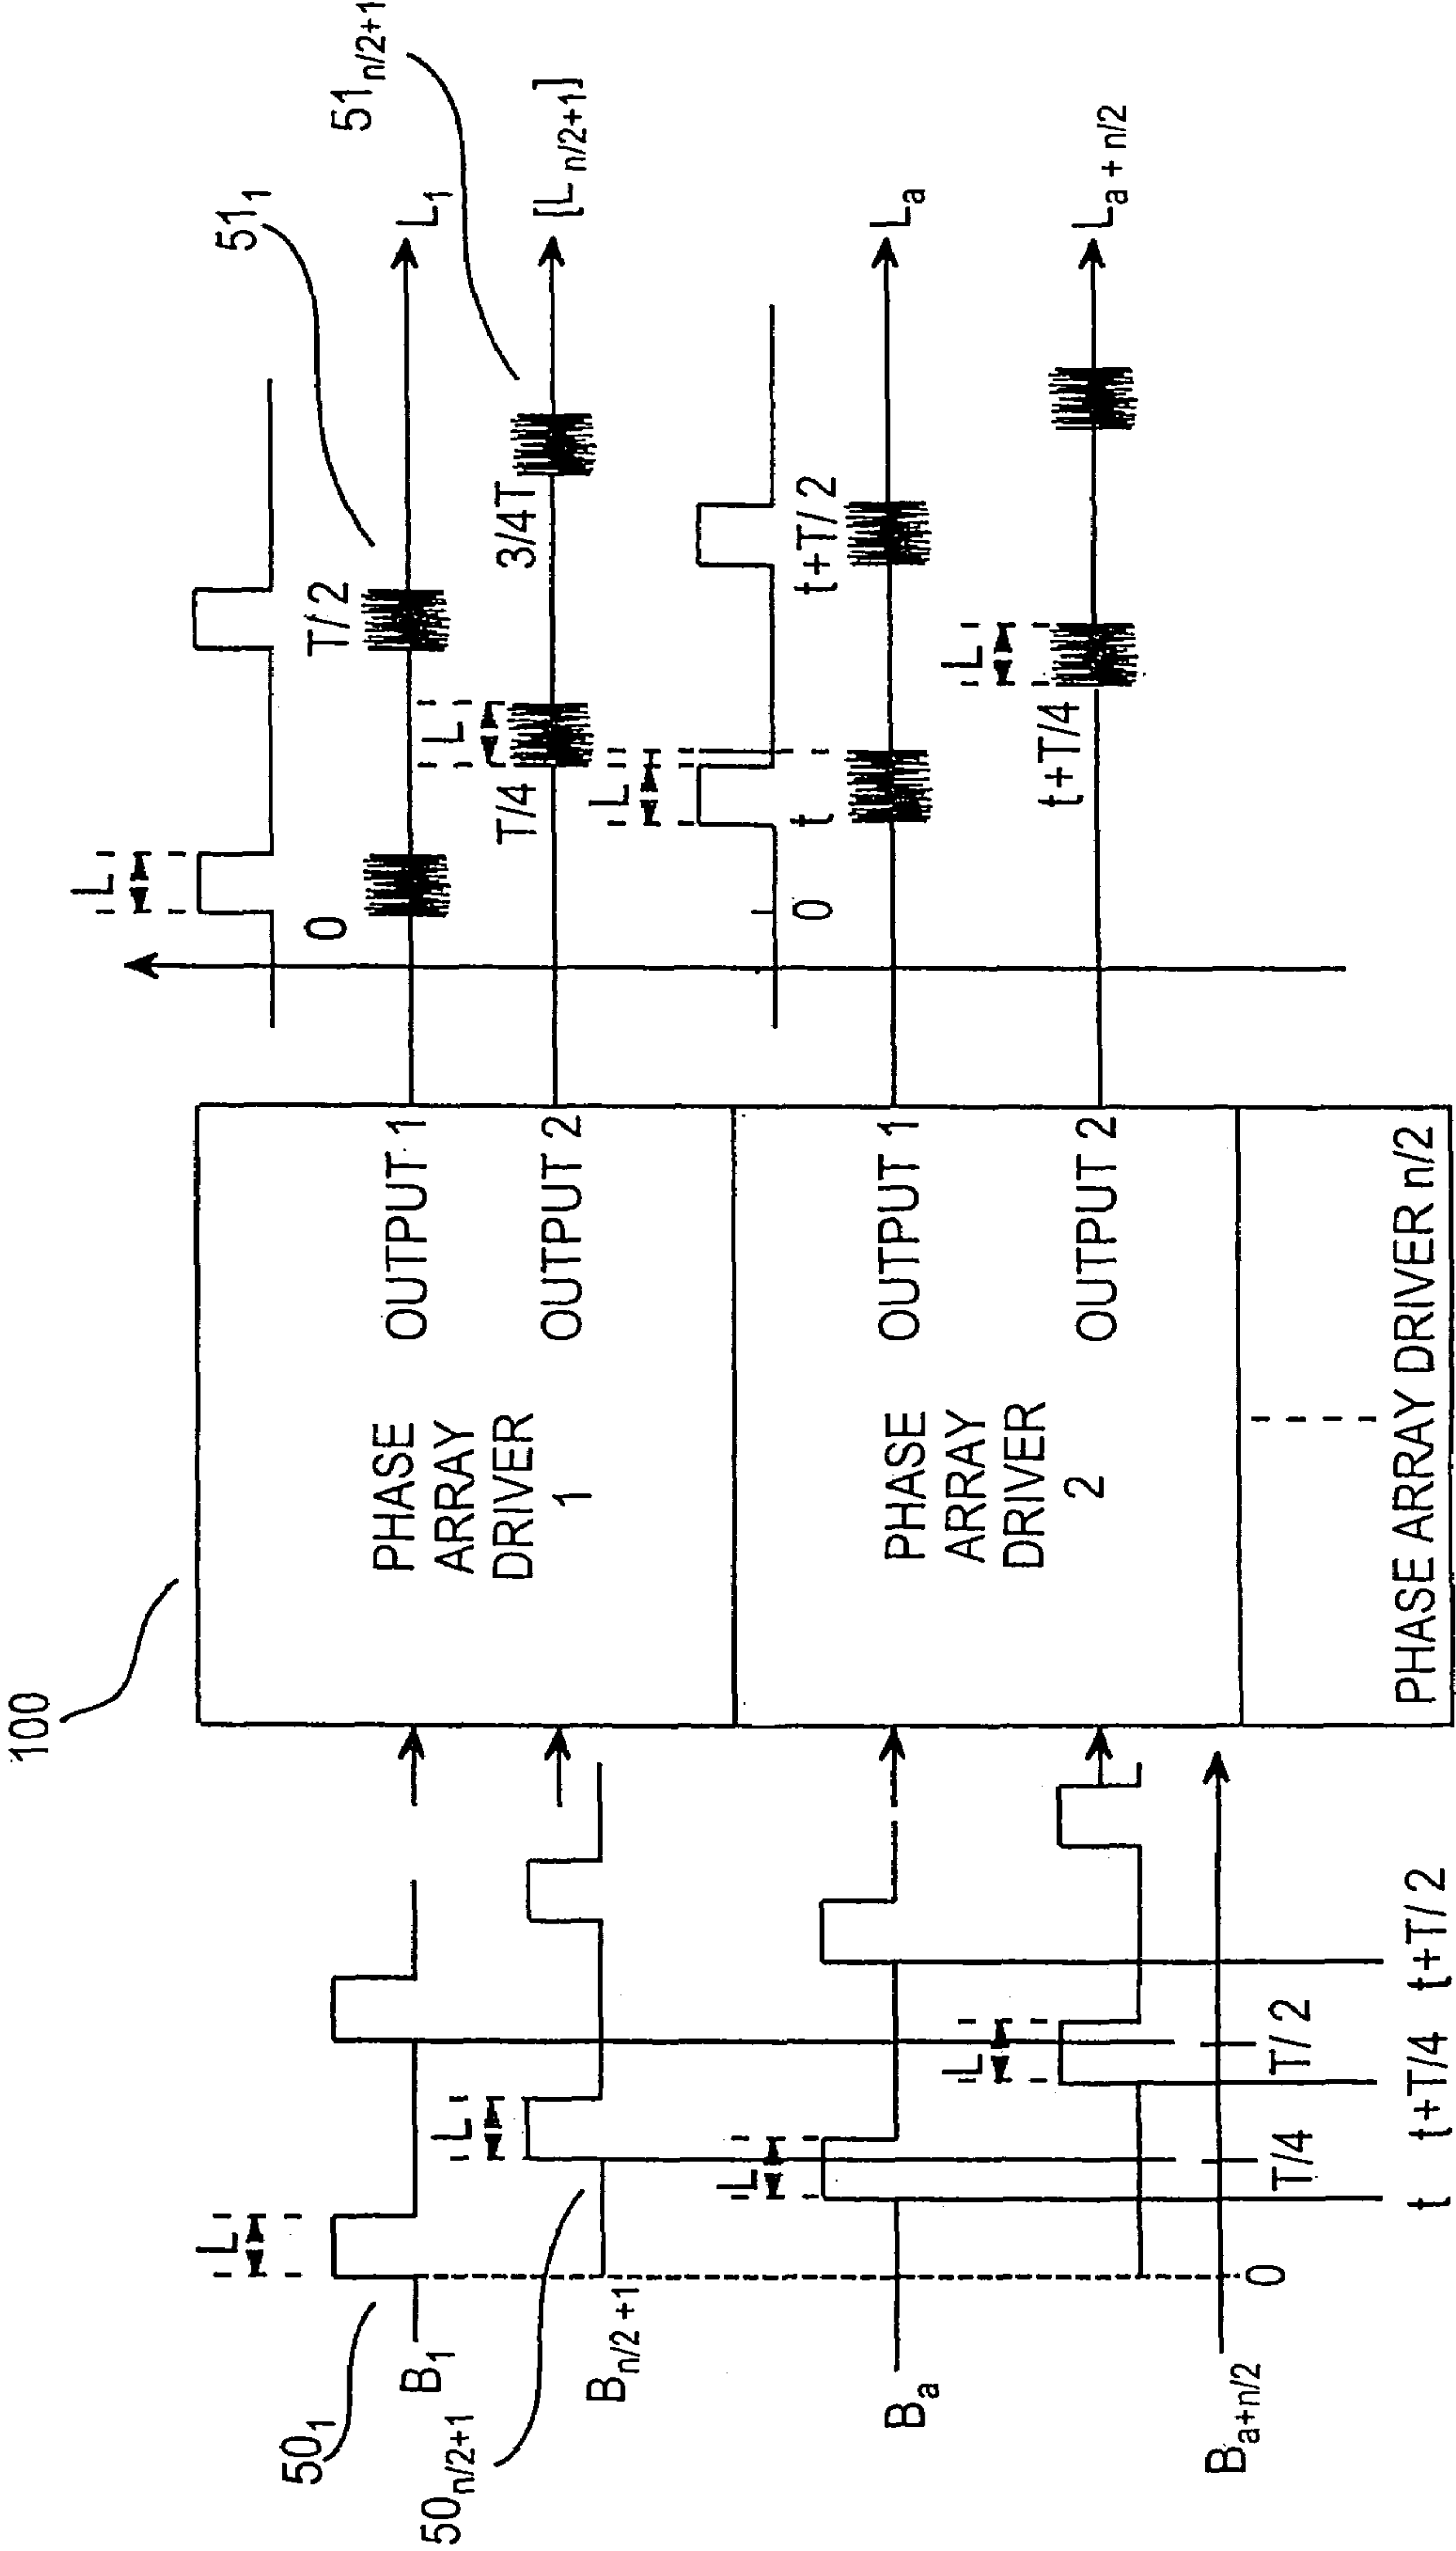 100
50₁
L
B₁
50ₙ/₂₊₁
L
Bₙ/₂ ₊₁
L
Bₐ
L
Bₐ₊ₙ/₂
0
T/4
T/2
t
t+T/4
t+T/2
PHASE
ARRAY
DRIVER
1
OUTPUT 1
OUTPUT 2
PHASE
ARRAY
DRIVER
2
OUTPUT 1
OUTPUT 2
PHASE ARRAY DRIVER n/2
L
0
T/2
51₁
L₁
51ₙ/₂₊₁
T/4
L
3/4T
[L ₙ/₂₊₁]
L
0
t
t+T/2
Lₐ
L
t+T/4
Lₐ ₊ ₙ/₂